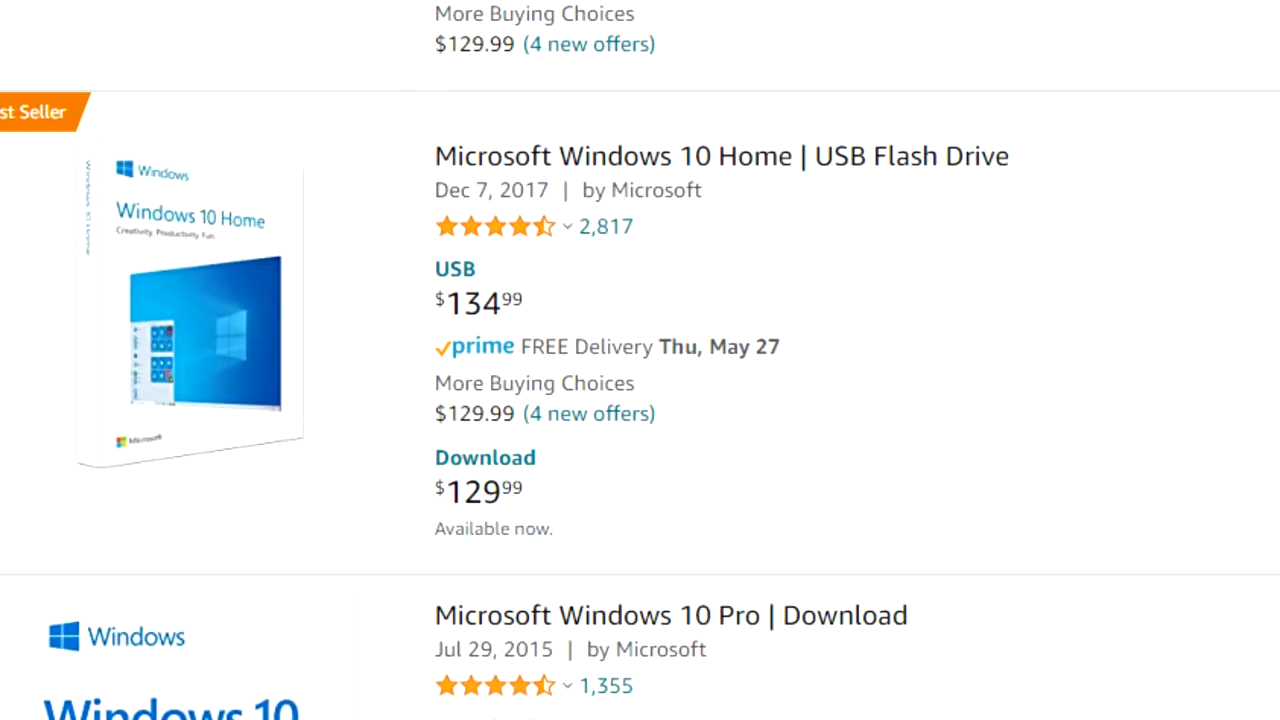 More Buying Choices
$129.99 (4 new offers)
st Seller
Windows
Windows 10 Home
Windows 10 Home
Creativity. Productivity. Fun.
Microsoft
Microsoft Windows 10 Home | USB Flash Drive
Dec 7, 2017 | by Microsoft
2,817
USB
$134.99
prime FREE Delivery Thu, May 27
More Buying Choices
$129.99 (4 new offers)
Download
$129.99
Available now.
Windows
Windows 10
Microsoft Windows 10 Pro | Download
Jul 29, 2015 | by Microsoft
1,355